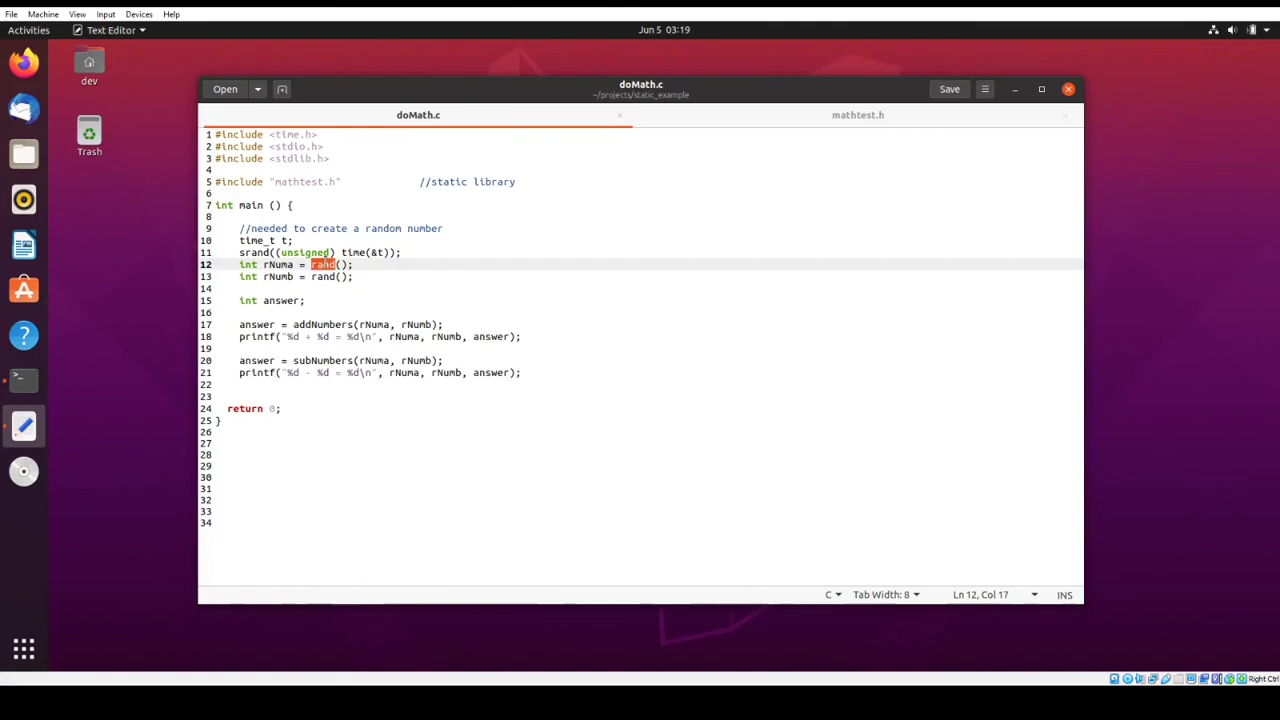 File Machine View Input Devices Help
Activities Text Editor Jun 5 03:19
dev
Trash
Open doMath.c Save
~/projects/static_example
doMath.c mathtest.h
1 #include <time.h>
2 #include <stdio.h>
3 #include <stdlib.h>
4
5 #include "mathtest.h" //static library
6
7 int main () {
8
9 //needed to create a random number
10 time_t t;
11 srand((unsigned) time(&t));
12 int rNuma = rand();
13 int rNumb = rand();
14
15 int answer;
16
17 answer = addNumbers(rNuma, rNumb);
18 printf("%d + %d = %d\n", rNuma, rNumb, answer);
19
20 answer = subNumbers(rNuma, rNumb);
21 printf("%d - %d = %d\n", rNuma, rNumb, answer);
22
23
24 return 0;
25 }
26
27
28
29
30
31
32
33
34
C Tab Width: 8 Ln 12, Col 17 INS
Right Ctrl